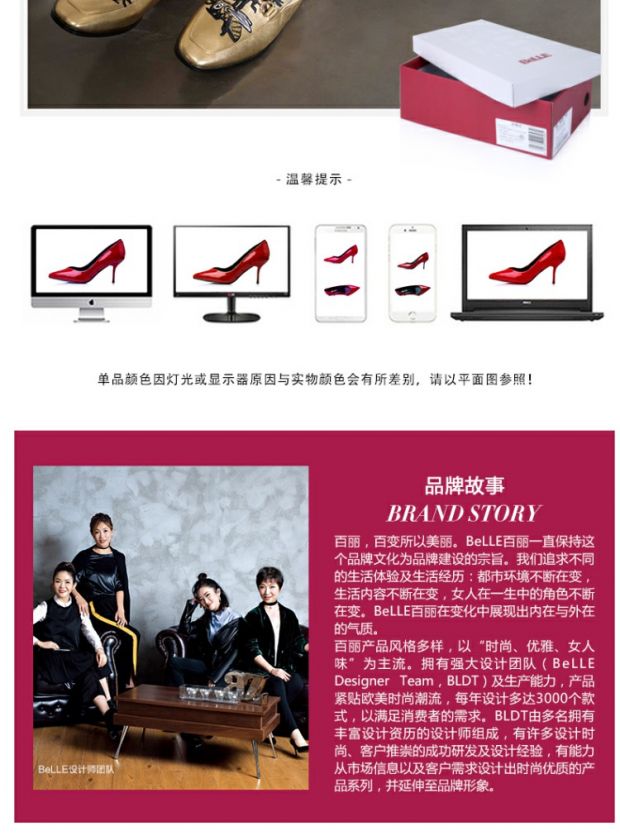 BeLLE
- 温馨提示 -
单品颜色因灯光或显示器原因与实物颜色会有所差别，请以平面图参照！
品牌故事
BRAND STORY
百丽，百变所以美丽。BeLLE百丽一直保持这
个品牌文化为品牌建设的宗旨。我们追求不同
的生活体验及生活经历：都市环境不断在变，
生活内容不断在变，女人在一生中的角色不断
在变。BeLLE百丽在变化中展现出内在与外在
的气质。
百丽产品风格多样，以“时尚、优雅、女人
味”为主流。拥有强大设计团队（BeLLE
Designer Team，BLDT）及生产能力，产品
紧贴欧美时尚潮流，每年设计多达3000个款
式，以满足消费者的需求。BLDT由多名拥有
丰富设计资历的设计师组成，有许多设计时
尚、客户推崇的成功研发及设计经验，有能力
从市场信息以及客户需求设计出时尚优质的产
品系列，并延伸至品牌形象。
BeLLE设计师团队